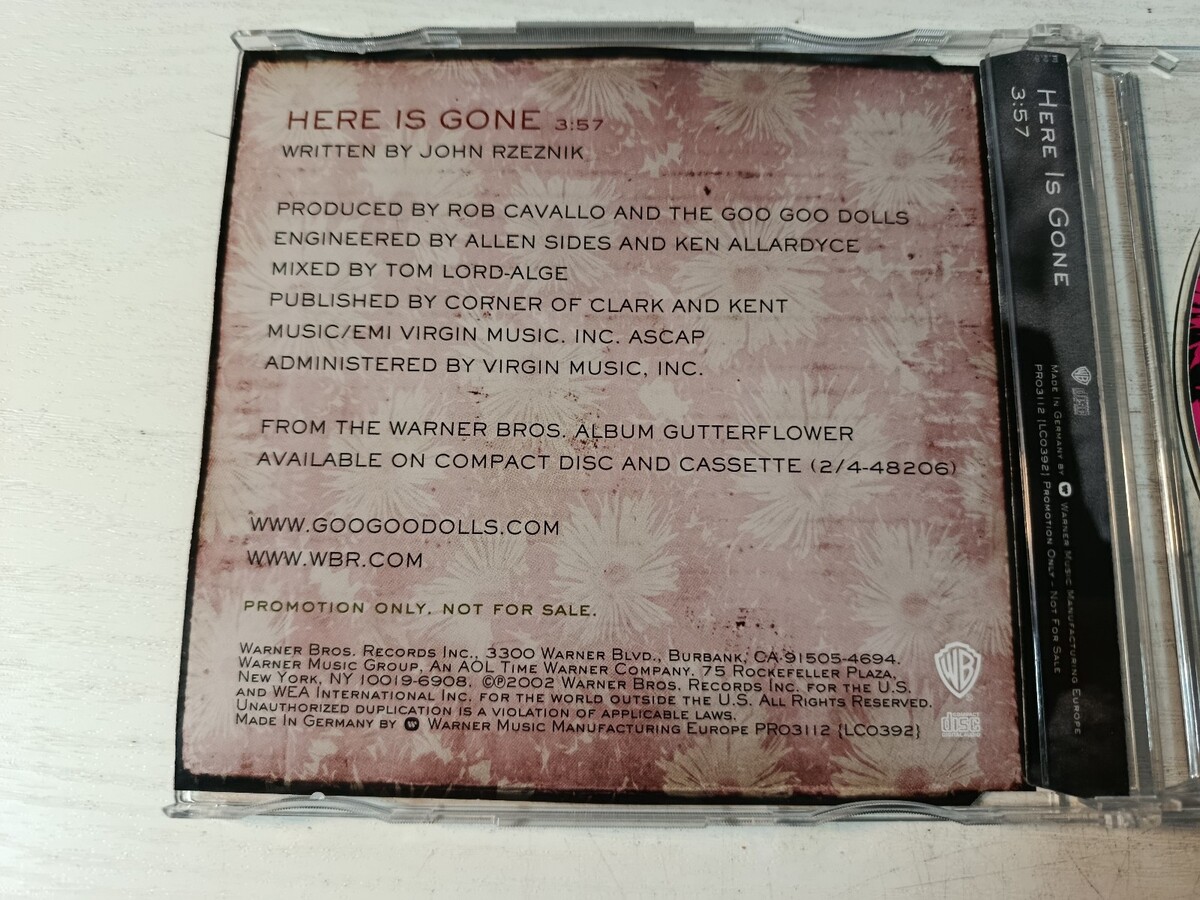 HERE IS GONE 3:57
WRITTEN BY JOHN RZEZNIK
PRODUCED BY ROB CAVALLO AND THE GOO GOO DOLLS
ENGINEERED BY ALLEN SIDES AND KEN ALLARDYCE
MIXED BY TOM LORD-ALGE
PUBLISHED BY CORNER OF CLARK AND KENT
MUSIC/EMI VIRGIN MUSIC. INC. ASCAP
ADMINISTERED BY VIRGIN MUSIC, INC.
FROM THE WARNER BROS. ALBUM GUTTERFLOWER
AVAILABLE ON COMPACT DISC AND CASSETTE (2/4-48206)
WWW.GOOGOODOLLS.COM
WWW.WBR.COM
PROMOTION ONLY. NOT FOR SALE.
WARNER BROS. RECORDS INC., 3300 WARNER BLVD., BURBANK, CA 91505-4694.
WARNER MUSIC GROUP, AN AOL TIME WARNER COMPANY. 75 ROCKEFELLER PLAZA,
NEW YORK, NY 10019-6908. ©℗2002 WARNER BROS. RECORDS INC. FOR THE U.S.
AND WEA INTERNATIONAL INC. FOR THE WORLD OUTSIDE THE U.S. ALL RIGHTS RESERVED.
UNAUTHORIZED DUPLICATION IS A VIOLATION OF APPLICABLE LAWS.
MADE IN GERMANY BY WARNER MUSIC MANUFACTURING EUROPE PRO3112 {LC0392}
WB
COMPACT disc DIGITAL AUDIO
HERE IS GONE
3:57
WB
MADE IN GERMANY BY WARNER MUSIC MANUFACTURING EUROPE
PRO3112 {LC0392} PROMOTION ONLY - NOT FOR SALE